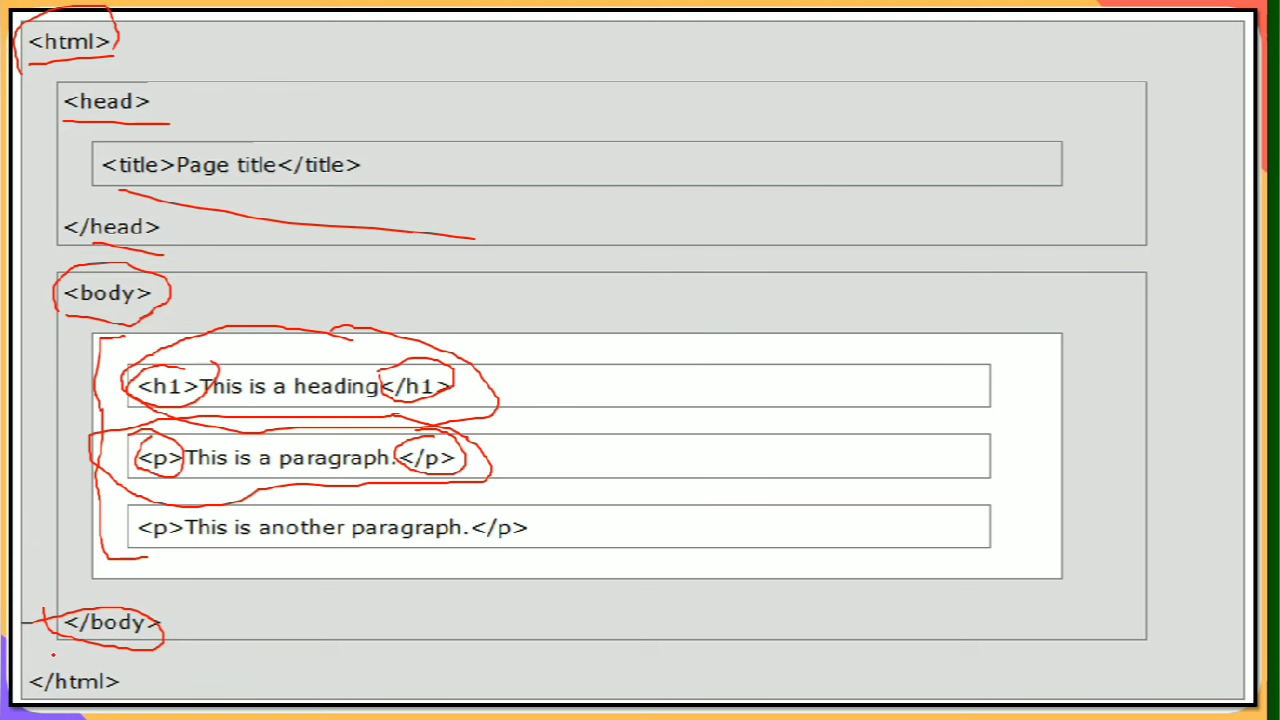 <html>
<head>
<title>Page title</title>
</head>
<body>
<h1>This is a heading</h1>
<p>This is a paragraph.</p>
<p>This is another paragraph.</p>
</body>
</html>